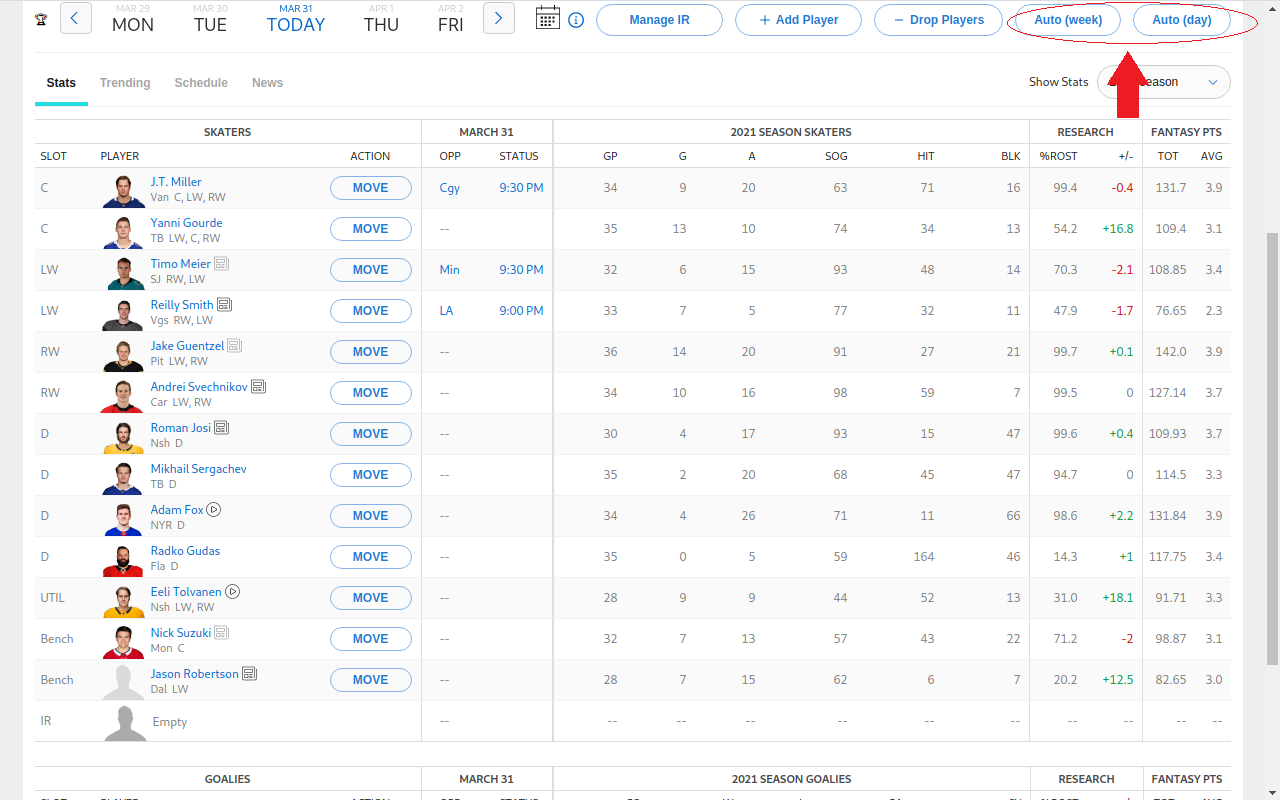 MAR 29 MAR 30 MAR 31 APR 1 APR 2
MON TUE TODAY THU FRI
Manage IR + Add Player − Drop Players Auto (week) Auto (day)
Stats Trending Schedule News
Show Stats eason
SKATERS MARCH 31 2021 SEASON SKATERS RESEARCH FANTASY PTS
SLOT PLAYER ACTION OPP STATUS GP G A SOG HIT BLK %ROST +/- TOT AVG
C J.T. Miller MOVE Cgy 9:30 PM 34 9 20 63 71 16 99.4 -0.4 131.7 3.9
Van C, LW, RW
C Yanni Gourde MOVE -- 35 13 10 74 34 13 54.2 +16.8 109.4 3.1
TB LW, C, RW
LW Timo Meier MOVE Min 9:30 PM 32 6 15 93 48 14 70.3 -2.1 108.85 3.4
SJ RW, LW
LW Reilly Smith MOVE LA 9:00 PM 33 7 5 77 32 11 47.9 -1.7 76.65 2.3
Vgs RW, LW
RW Jake Guentzel MOVE -- 36 14 20 91 27 21 99.7 +0.1 142.0 3.9
Pit LW, RW
RW Andrei Svechnikov MOVE -- 34 10 16 98 59 7 99.5 0 127.14 3.7
Car LW, RW
D Roman Josi MOVE -- 30 4 17 93 15 47 99.6 +0.4 109.93 3.7
Nsh D
D Mikhail Sergachev MOVE -- 35 2 20 68 45 47 94.7 0 114.5 3.3
TB D
D Adam Fox MOVE -- 34 4 26 71 11 66 98.6 +2.2 131.84 3.9
NYR D
D Radko Gudas MOVE -- 35 0 5 59 164 46 14.3 +1 117.75 3.4
Fla D
UTIL Eeli Tolvanen MOVE -- 28 9 9 44 52 13 31.0 +18.1 91.71 3.3
Nsh LW, RW
Bench Nick Suzuki MOVE -- 32 7 13 57 43 22 71.2 -2 98.87 3.1
Mon C
Bench Jason Robertson MOVE -- 28 7 15 62 6 7 20.2 +12.5 82.65 3.0
Dal LW
IR Empty -- -- -- -- -- -- -- -- -- -- --
GOALIES MARCH 31 2021 SEASON GOALIES RESEARCH FANTASY PTS